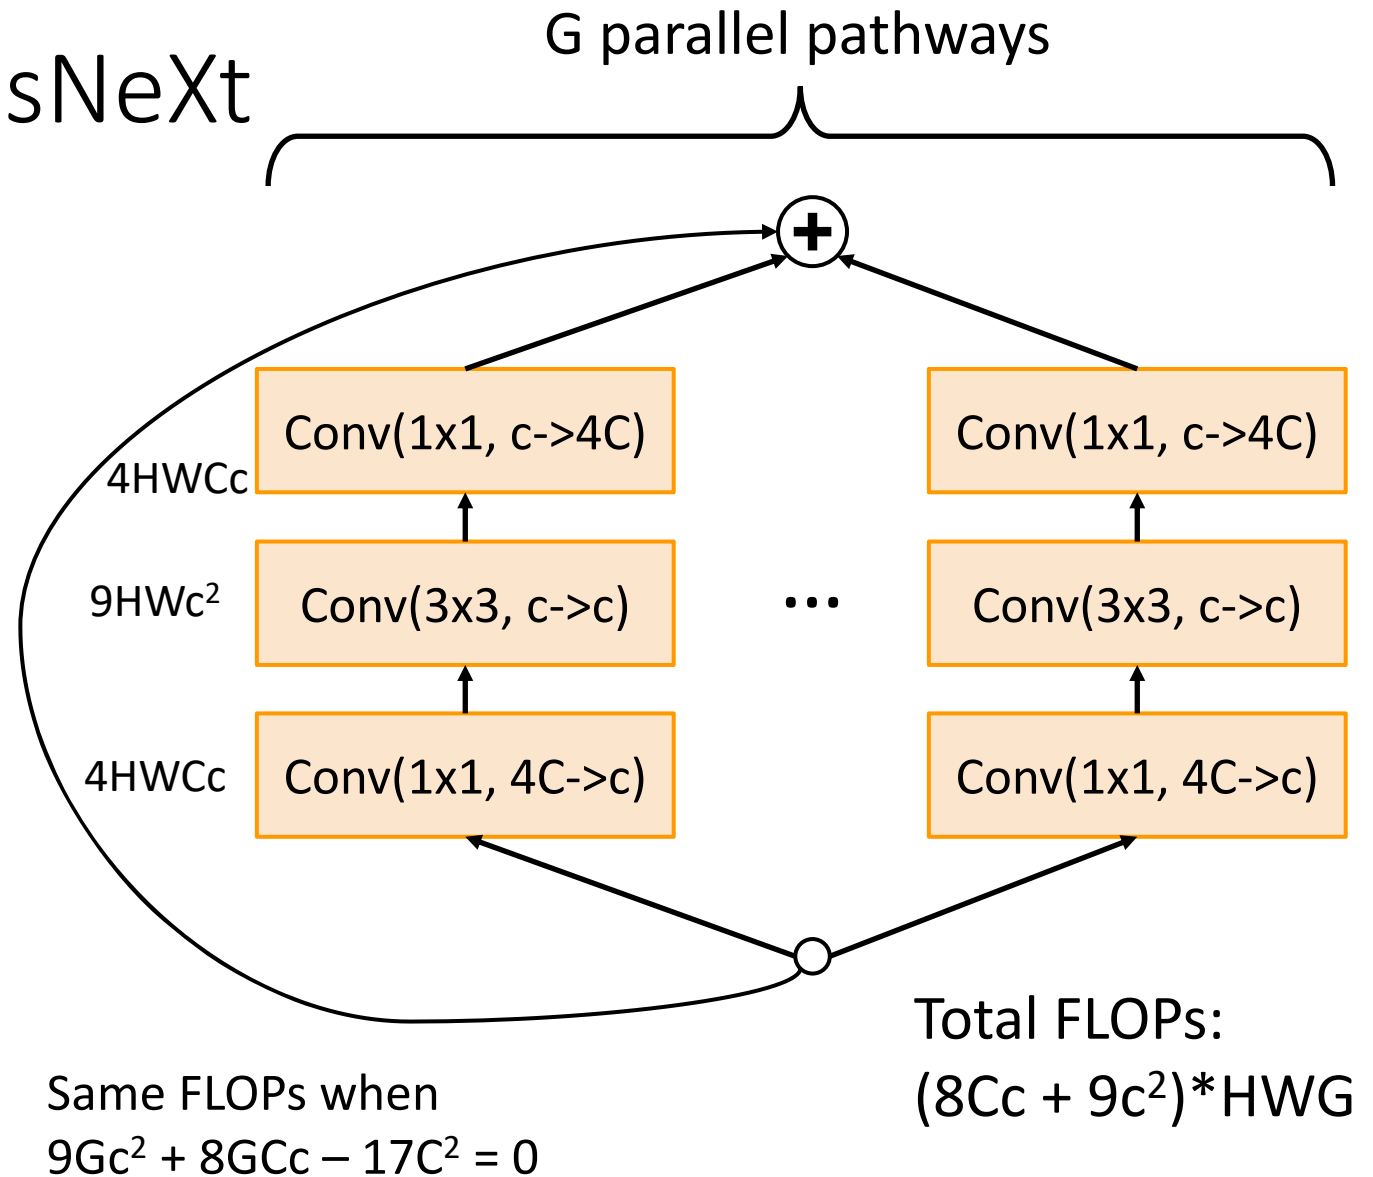 G parallel pathways
sNeXt
+
Conv(1x1, c->4C)
Conv(1x1, c->4C)
4HWCc
Conv(3x3, c->c)
...
Conv(3x3, c->c)
9HWc²
Conv(1x1, 4C->c)
Conv(1x1, 4C->c)
4HWCc
Total FLOPs:
(8Cc + 9c²)*HWG
Same FLOPs when
9Gc² + 8GCc – 17C² = 0